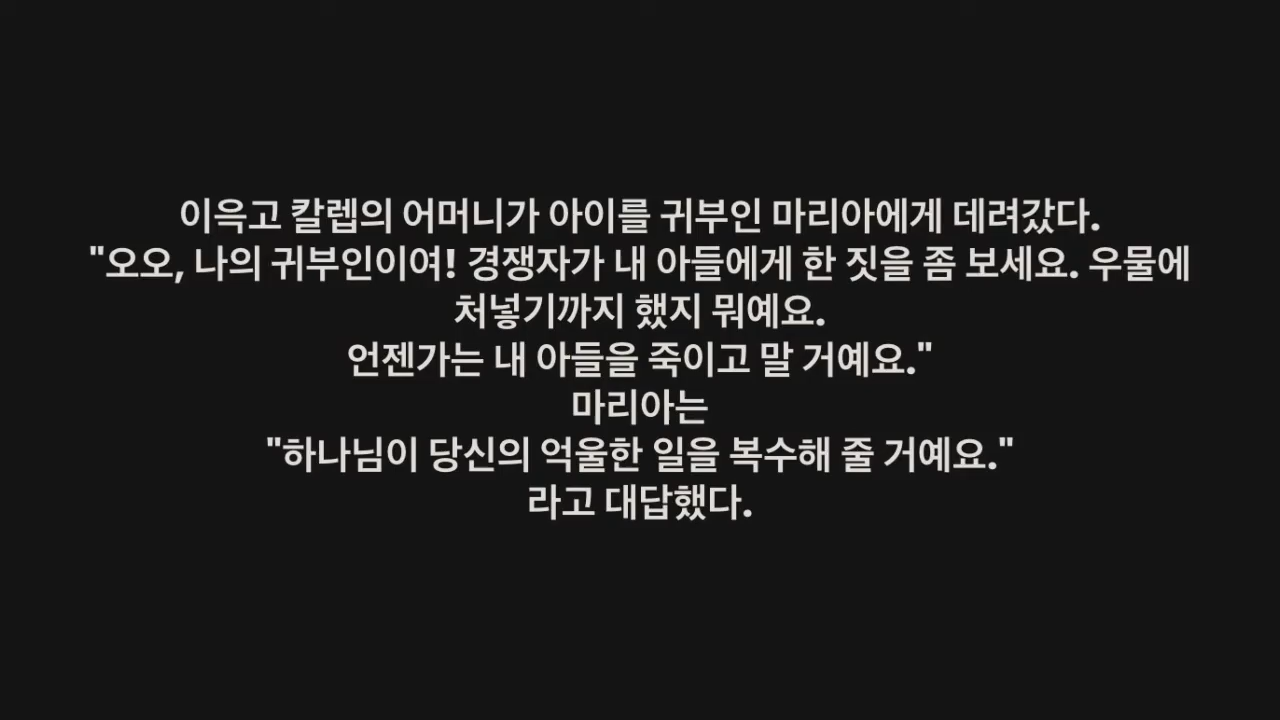 이윽고 칼렙의 어머니가 아이를 귀부인 마리아에게 데려갔다.
"오오, 나의 귀부인이여! 경쟁자가 내 아들에게 한 짓을 좀 보세요. 우물에
처넣기까지 했지 뭐예요.
언젠가는 내 아들을 죽이고 말 거예요."
마리아는
"하나님이 당신의 억울한 일을 복수해 줄 거예요."
라고 대답했다.